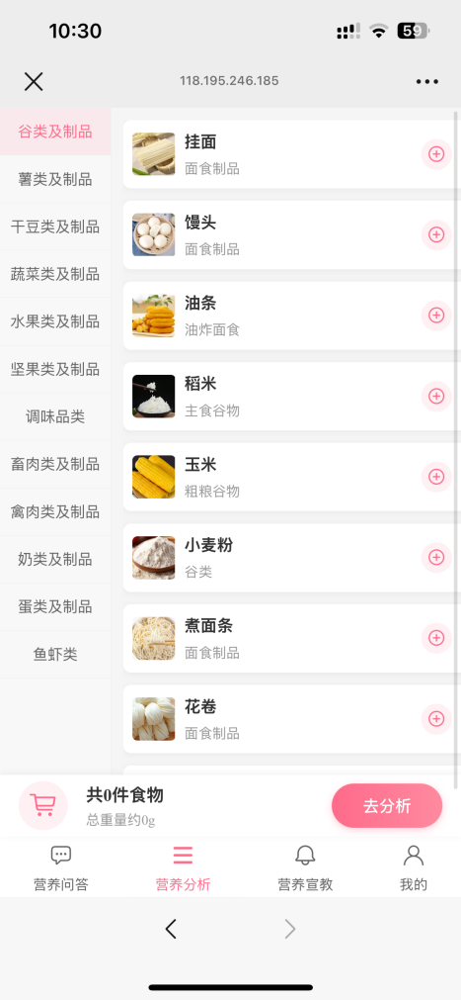 10:30
59
118.195.246.185
谷类及制品
薯类及制品
干豆类及制品
蔬菜类及制品
水果类及制品
坚果类及制品
调味品类
畜肉类及制品
禽肉类及制品
奶类及制品
蛋类及制品
鱼虾类
挂面
面食制品
馒头
面食制品
油条
油炸面食
稻米
主食谷物
玉米
粗粮谷物
小麦粉
谷类
煮面条
面食制品
花卷
面食制品
共0件食物
总重量约0g
去分析
营养问答
营养分析
营养宣教
我的